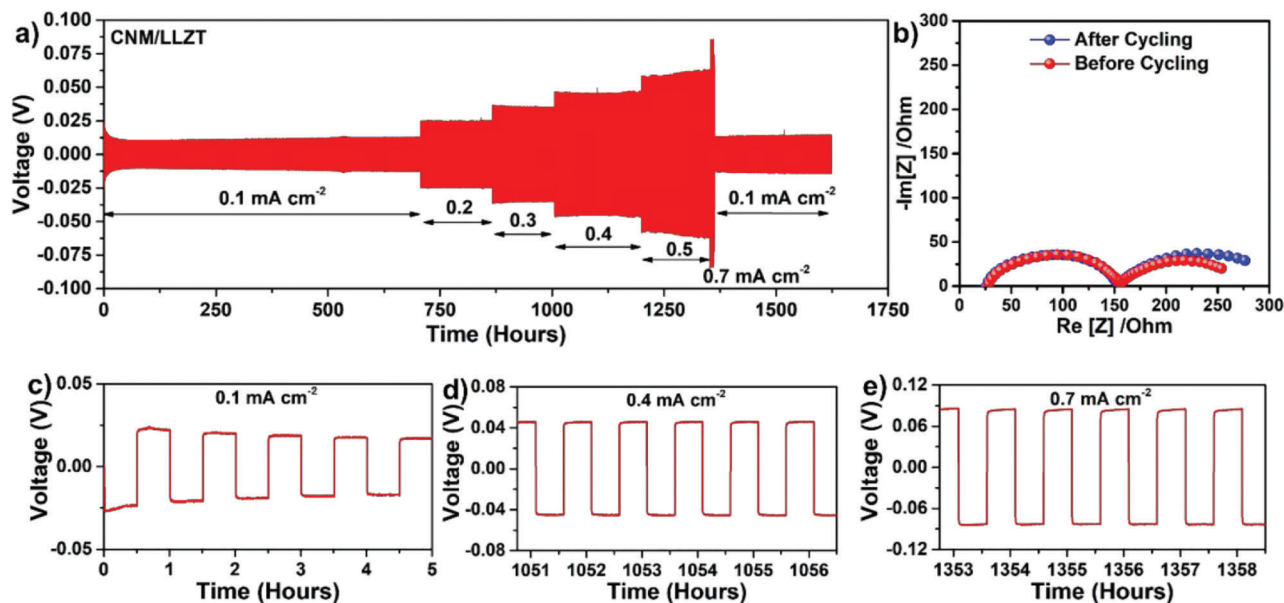 a)
CNM/LLZT
0.100
0.075
0.050
0.025
0.000
-0.025
-0.050
-0.075
-0.100
Voltage (V)
0.1 mA cm-2
0.2
0.3
0.4
0.5
0.7 mA cm-2
0.1 mA cm-2
0 250 500 750 1000 1250 1500 1750
Time (Hours)
b)
After Cycling
Before Cycling
300
250
200
150
100
50
0
-Im[Z] /Ohm
0 50 100 150 200 250 300
Re [Z] /Ohm
c)
0.1 mA cm-2
0.05
0.00
-0.05
Voltage (V)
0 1 2 3 4 5
Time (Hours)
d)
0.4 mA cm-2
0.08
0.04
0.00
-0.04
-0.08
Voltage (V)
1051 1052 1053 1054 1055 1056
Time (Hours)
e)
0.7 mA cm-2
0.12
0.06
0.00
-0.06
-0.12
Voltage (V)
1353 1354 1355 1356 1357 1358
Time (Hours)